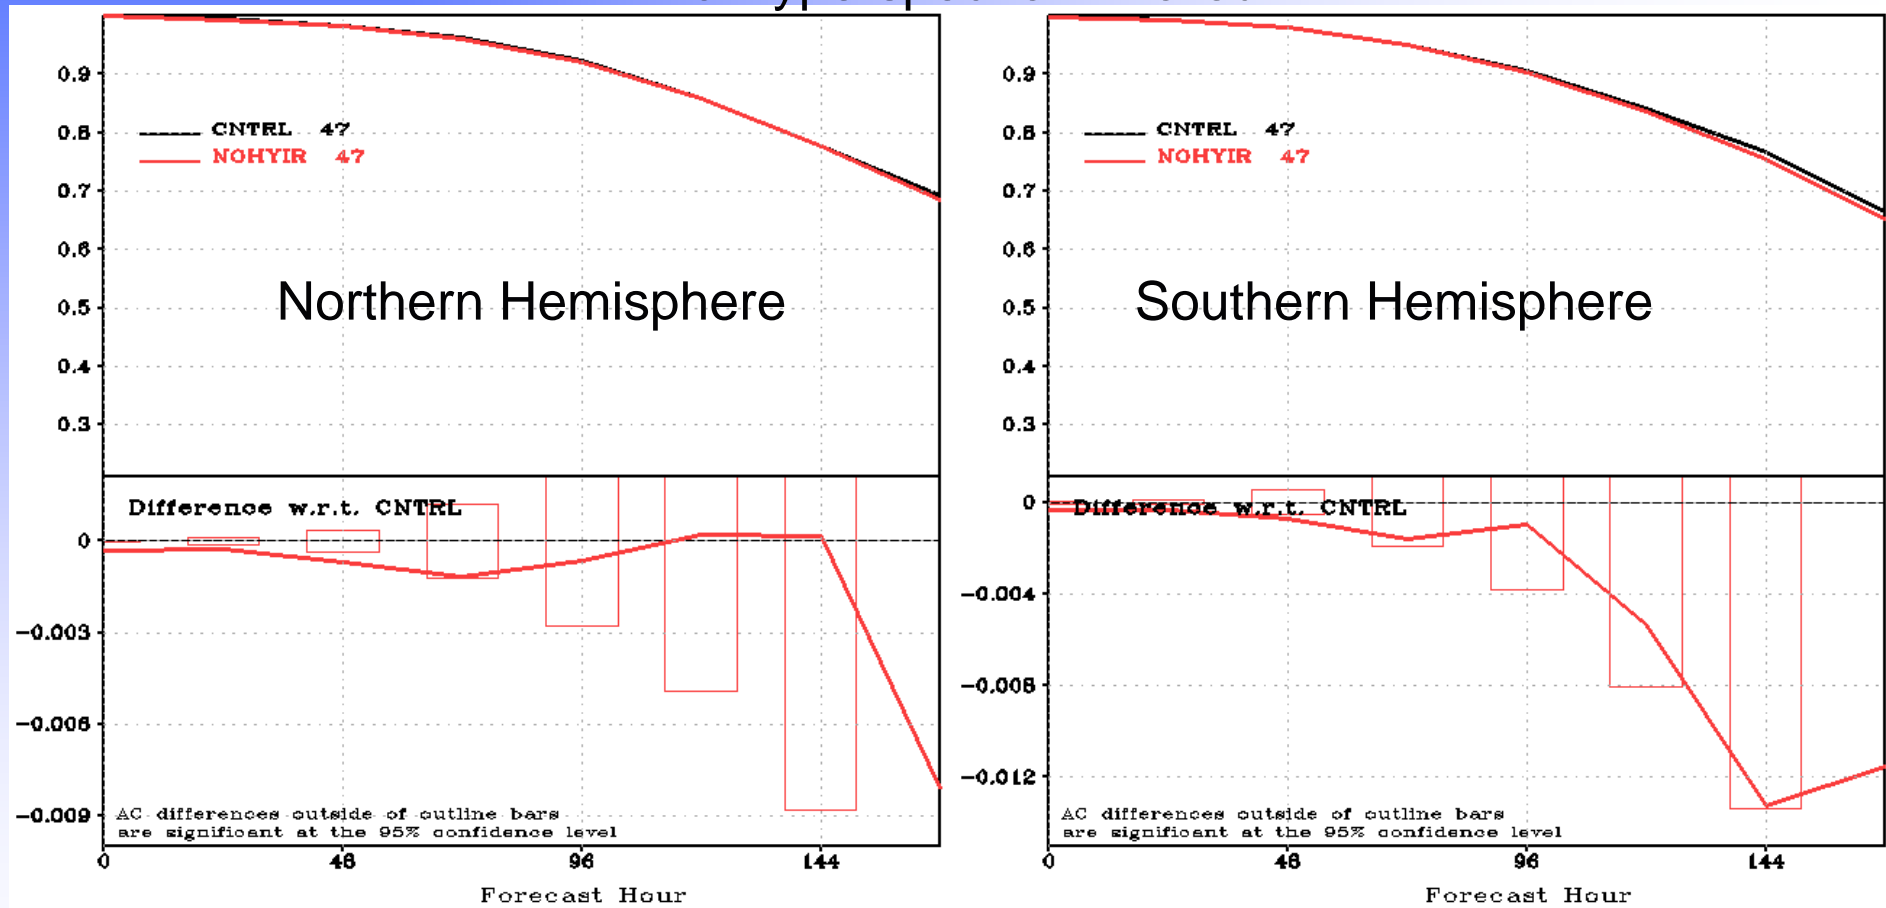 0.9
0.8
0.7
0.6
0.5
0.4
0.3
CNTRL 47
NOHYIR 47
Northern Hemisphere
Difference w.r.t. CNTRL
0
-0.003
-0.006
-0.009
AC differences outside of outline bars
are significant at the 95% confidence level
0 48 96 144
Forecast Hour
0.9
0.8
0.7
0.6
0.5
0.4
0.3
CNTRL 47
NOHYIR 47
Southern Hemisphere
0
Difference w.r.t. CNTRL
-0.004
-0.008
-0.012
AC differences outside of outline bars
are significant at the 95% confidence level
0 48 96 144
Forecast Hour